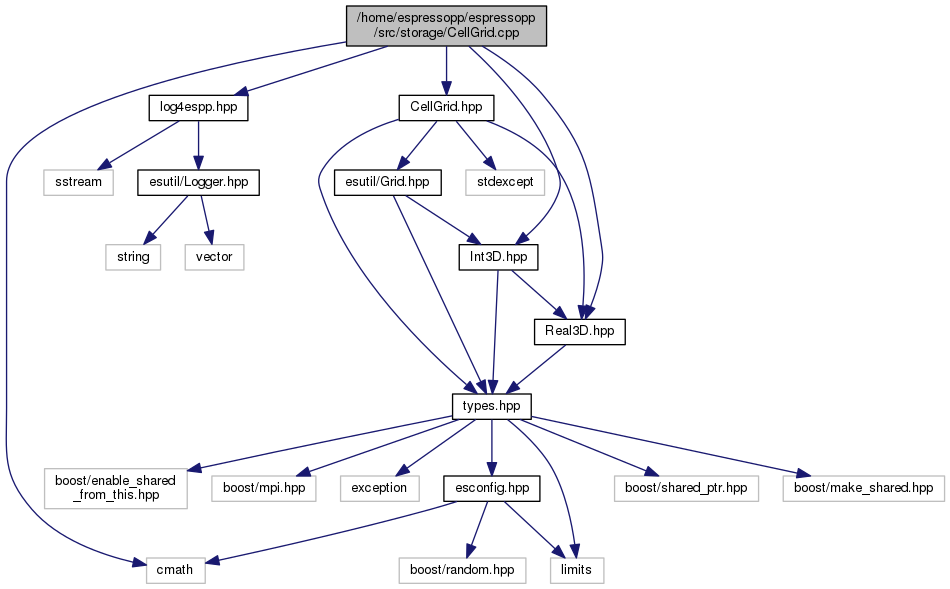 /home/espressopp/espressopp
/src/storage/CellGrid.cpp
log4espp.hpp
CellGrid.hpp
sstream
esutil/Logger.hpp
esutil/Grid.hpp
stdexcept
string
vector
Int3D.hpp
Real3D.hpp
types.hpp
boost/enable_shared
_from_this.hpp
boost/mpi.hpp
exception
esconfig.hpp
boost/shared_ptr.hpp
boost/make_shared.hpp
cmath
boost/random.hpp
limits